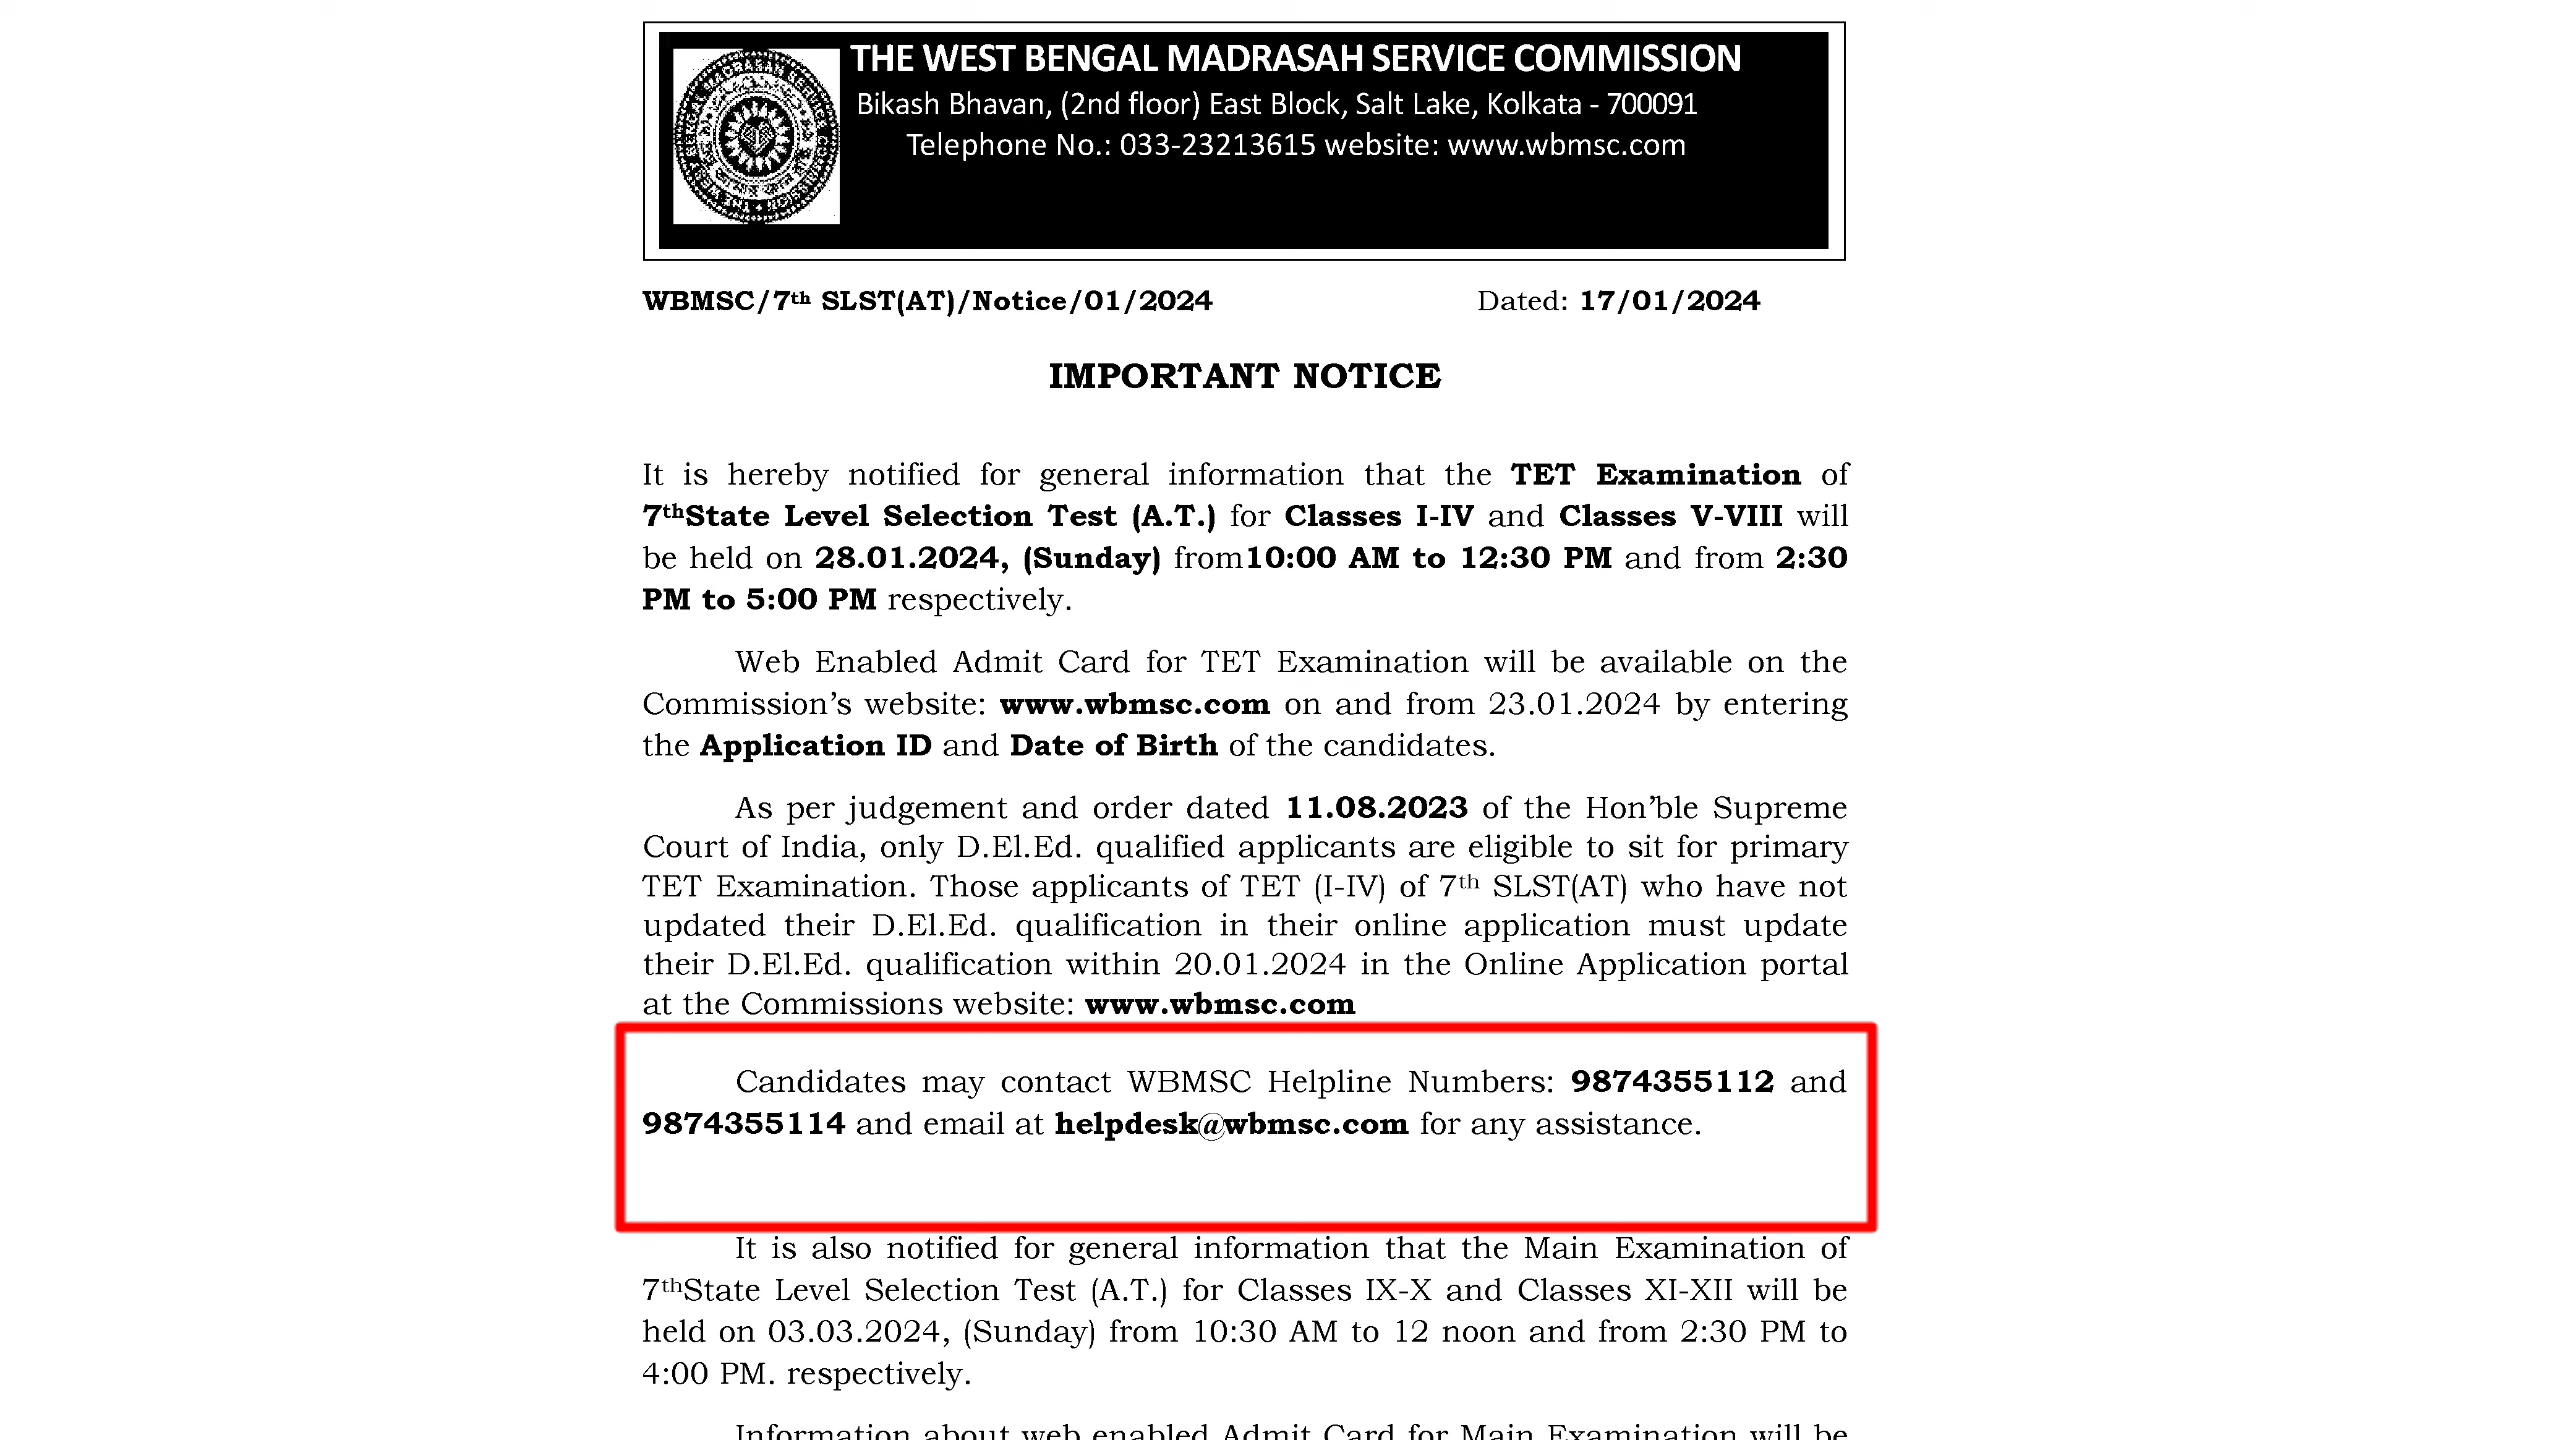 THE WEST BENGAL MADRASAH SERVICE COMMISSION
Bikash Bhavan, (2nd floor) East Block, Salt Lake, Kolkata - 700091
Telephone No.: 033-23213615 website: www.wbmsc.com
WBMSC/7th SLST(AT)/Notice/01/2024 Dated: 17/01/2024
IMPORTANT NOTICE
It is hereby notified for general information that the TET Examination of
7thState Level Selection Test (A.T.) for Classes I-IV and Classes V-VIII will
be held on 28.01.2024, (Sunday) from10:00 AM to 12:30 PM and from 2:30
PM to 5:00 PM respectively.
Web Enabled Admit Card for TET Examination will be available on the
Commission’s website: www.wbmsc.com on and from 23.01.2024 by entering
the Application ID and Date of Birth of the candidates.
As per judgement and order dated 11.08.2023 of the Hon’ble Supreme
Court of India, only D.El.Ed. qualified applicants are eligible to sit for primary
TET Examination. Those applicants of TET (I-IV) of 7th SLST(AT) who have not
updated their D.El.Ed. qualification in their online application must update
their D.El.Ed. qualification within 20.01.2024 in the Online Application portal
at the Commissions website: www.wbmsc.com
Candidates may contact WBMSC Helpline Numbers: 9874355112 and
9874355114 and email at helpdesk@wbmsc.com for any assistance.
It is also notified for general information that the Main Examination of
7thState Level Selection Test (A.T.) for Classes IX-X and Classes XI-XII will be
held on 03.03.2024, (Sunday) from 10:30 AM to 12 noon and from 2:30 PM to
4:00 PM. respectively.
Information about web enabled Admit Card for Main Examination will be